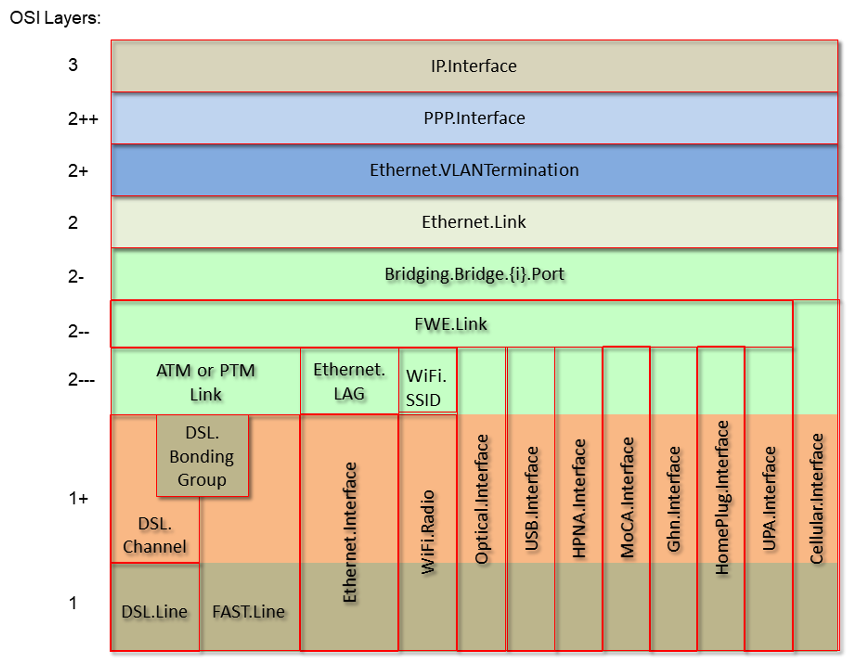 OSI Layers:
3
IP.Interface
2++
PPP.Interface
2+
Ethernet.VLANTermination
2
Ethernet.Link
2-
Bridging.Bridge.{i}.Port
2--
FWE.Link
2---
ATM or PTM
Link
Ethernet.
LAG
WiFi.
SSID
1+
DSL.
Bonding
Group
DSL.
Channel
Ethernet.Interface
WiFi.Radio
Optical.Interface
USB.Interface
HPNA.Interface
MoCA.Interface
Ghn.Interface
HomePlug.Interface
UPA.Interface
Cellular.Interface
1
DSL.Line
FAST.Line